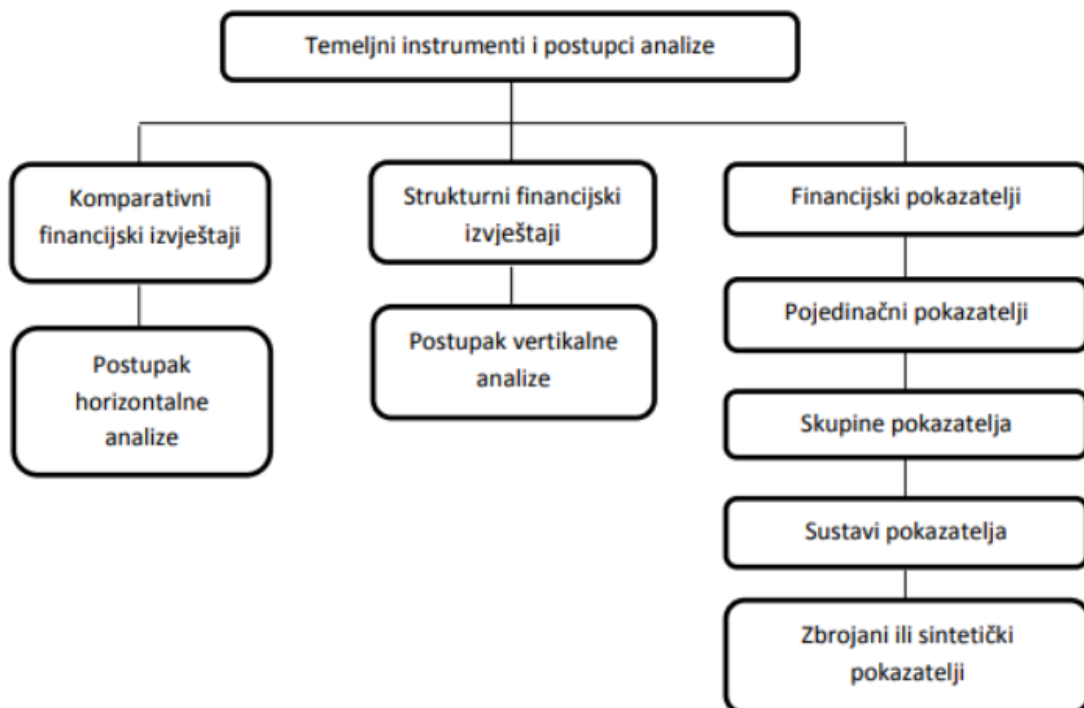 Temeljni instrumenti i postupci analize
Komparativni
financijski izvještaji
Strukturni financijski
izvještaji
Financijski pokazatelji
Postupak
horizontalne
analize
Postupak vertikalne
analize
Pojedinačni pokazatelji
Skupine pokazatelja
Sustavi pokazatelja
Zbrojani ili sintetički
pokazatelji